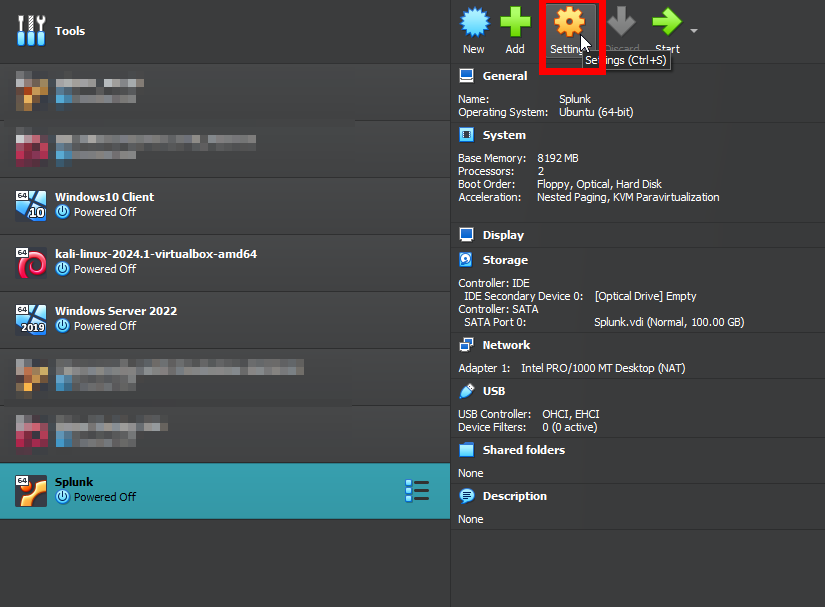 Tools
New
Add
Settings
Discard
Start
Settings (Ctrl+S)
64
10
Windows10 Client
Powered Off
64
kali-linux-2024.1-virtualbox-amd64
Powered Off
64
2019
Windows Server 2022
Powered Off
64
Splunk
Powered Off
General
Name: Splunk
Operating System: Ubuntu (64-bit)
System
Base Memory: 8192 MB
Processors: 2
Boot Order: Floppy, Optical, Hard Disk
Acceleration: Nested Paging, KVM Paravirtualization
Display
Storage
Controller: IDE
IDE Secondary Device 0: [Optical Drive] Empty
Controller: SATA
SATA Port 0: Splunk.vdi (Normal, 100.00 GB)
Network
Adapter 1: Intel PRO/1000 MT Desktop (NAT)
USB
USB Controller: OHCI, EHCI
Device Filters: 0 (0 active)
Shared folders
None
Description
None